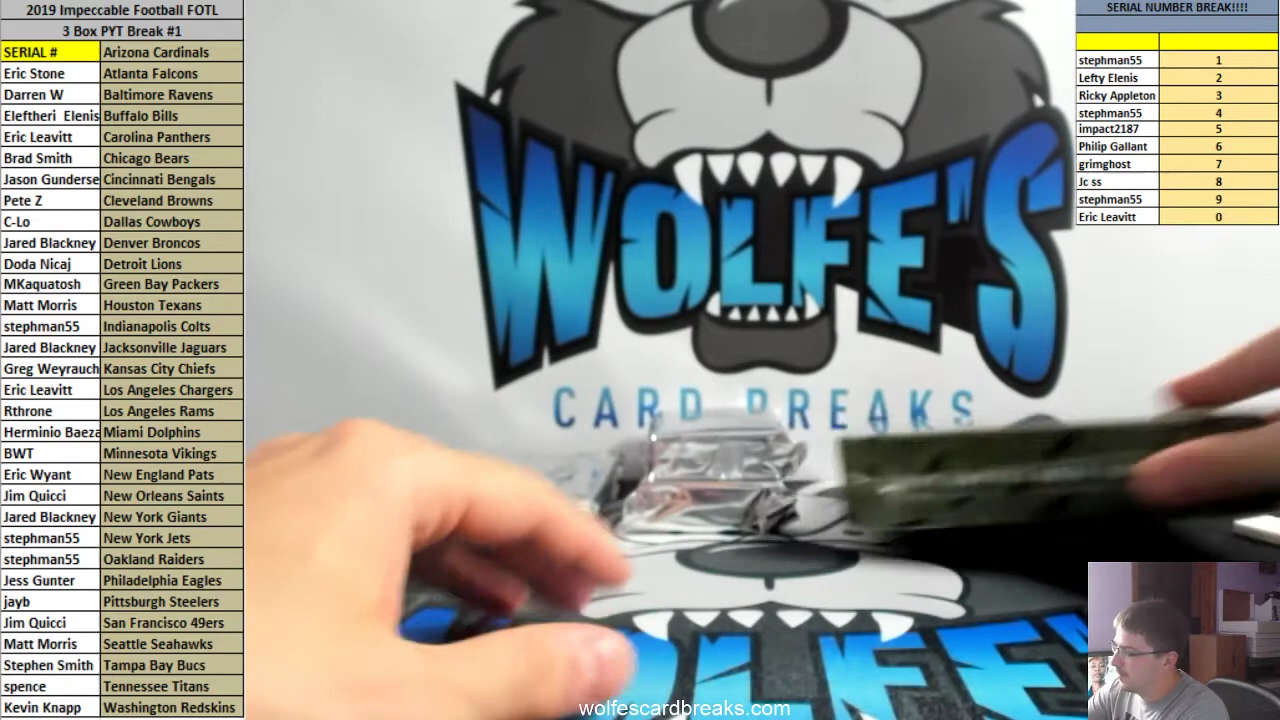 2019 Impeccable Football FOTL
3 Box PYT Break #1
SERIAL # Arizona Cardinals
Eric Stone Atlanta Falcons
Darren W Baltimore Ravens
Eleftheri Elenis Buffalo Bills
Eric Leavitt Carolina Panthers
Brad Smith Chicago Bears
Jason Gunderse Cincinnati Bengals
Pete Z Cleveland Browns
C-Lo Dallas Cowboys
Jared Blackney Denver Broncos
Doda Nicaj Detroit Lions
MKaquatosh Green Bay Packers
Matt Morris Houston Texans
stephman55 Indianapolis Colts
Jared Blackney Jacksonville Jaguars
Greg Weyrauch Kansas City Chiefs
Eric Leavitt Los Angeles Chargers
Rthrone Los Angeles Rams
Herminio Baeza Miami Dolphins
BWT Minnesota Vikings
Eric Wyant New England Pats
Jim Quicci New Orleans Saints
Jared Blackney New York Giants
stephman55 New York Jets
stephman55 Oakland Raiders
Jess Gunter Philadelphia Eagles
jayb Pittsburgh Steelers
Jim Quicci San Francisco 49ers
Matt Morris Seattle Seahawks
Stephen Smith Tampa Bay Bucs
spence Tennessee Titans
Kevin Knapp Washington Redskins
WOLFE'S
CARD BREAKS
OLFE'
wolfescardbreaks.com
SERIAL NUMBER BREAK!!!!
stephman55 1
Lefty Elenis 2
Ricky Appleton 3
stephman55 4
impact2187 5
Philip Gallant 6
grimghost 7
Jc ss 8
stephman55 9
Eric Leavitt 0